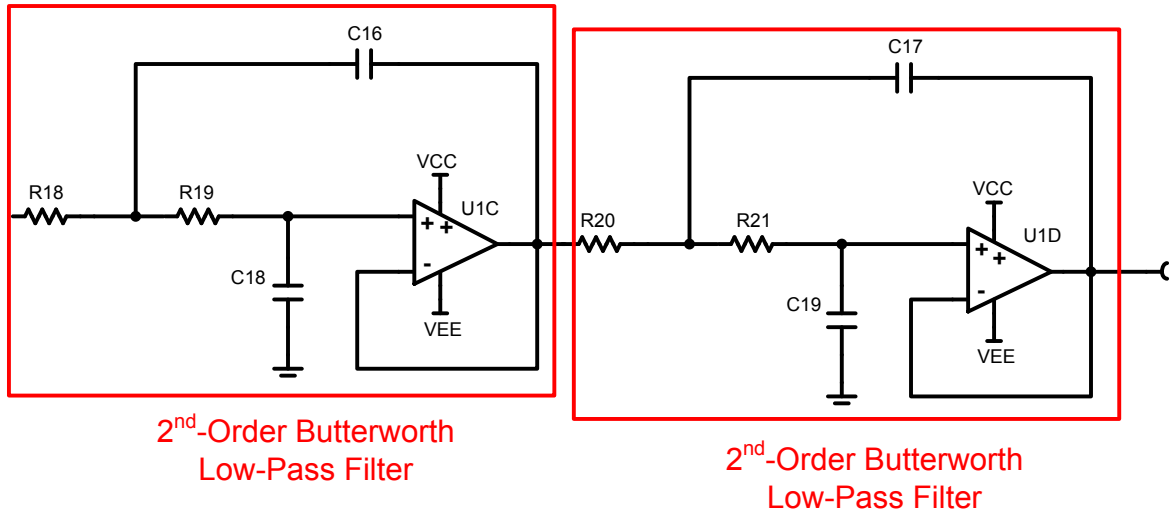 C16
R18
R19
VCC
+
+
-
U1C
C18
VEE
2nd-Order Butterworth
Low-Pass Filter
C17
R20
R21
VCC
+
+
-
U1D
C19
VEE
2nd-Order Butterworth
Low-Pass Filter